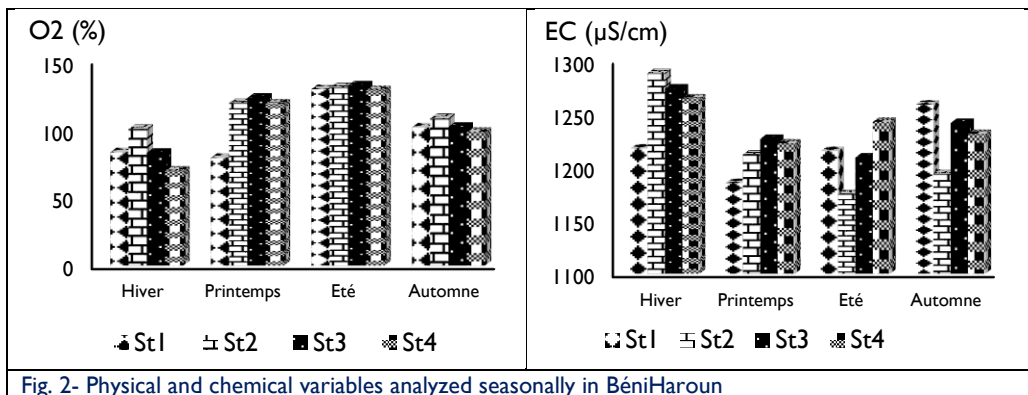 O2 (%)
150
100
50
0
Hiver Printemps Eté Automne
St1 St2 St3 St4
EC (µS/cm)
1300
1250
1200
1150
1100
Hiver Printemps Eté Automne
St1 St2 St3 St4
Fig. 2- Physical and chemical variables analyzed seasonally in BéniHaroun